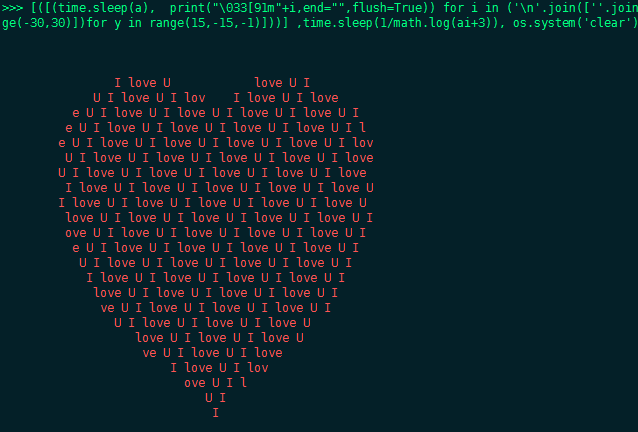 >>> [([(time.sleep(a),  print("\033[91m"+i,end="",flush=True)) for i in ('\n'.join([''.join
ge(-30,30)])for y in range(15,-15,-1)]))] ,time.sleep(1/math.log(ai+3)), os.system('clear')
I love U            love U I
U I love U I lov    I love U I love
e U I love U I love U I love U I love U I
e U I love U I love U I love U I love U I l
e U I love U I love U I love U I love U I lov
U I love U I love U I love U I love U I love
U I love U I love U I love U I love U I love
I love U I love U I love U I love U I love U
I love U I love U I love U I love U I love U
love U I love U I love U I love U I love U I
ove U I love U I love U I love U I love U I
e U I love U I love U I love U I love U I
U I love U I love U I love U I love U I
I love U I love U I love U I love U I
love U I love U I love U I love U I
ve U I love U I love U I love U I
U I love U I love U I love U
love U I love U I love U
ve U I love U I love
I love U I lov
ove U I l
U I
I